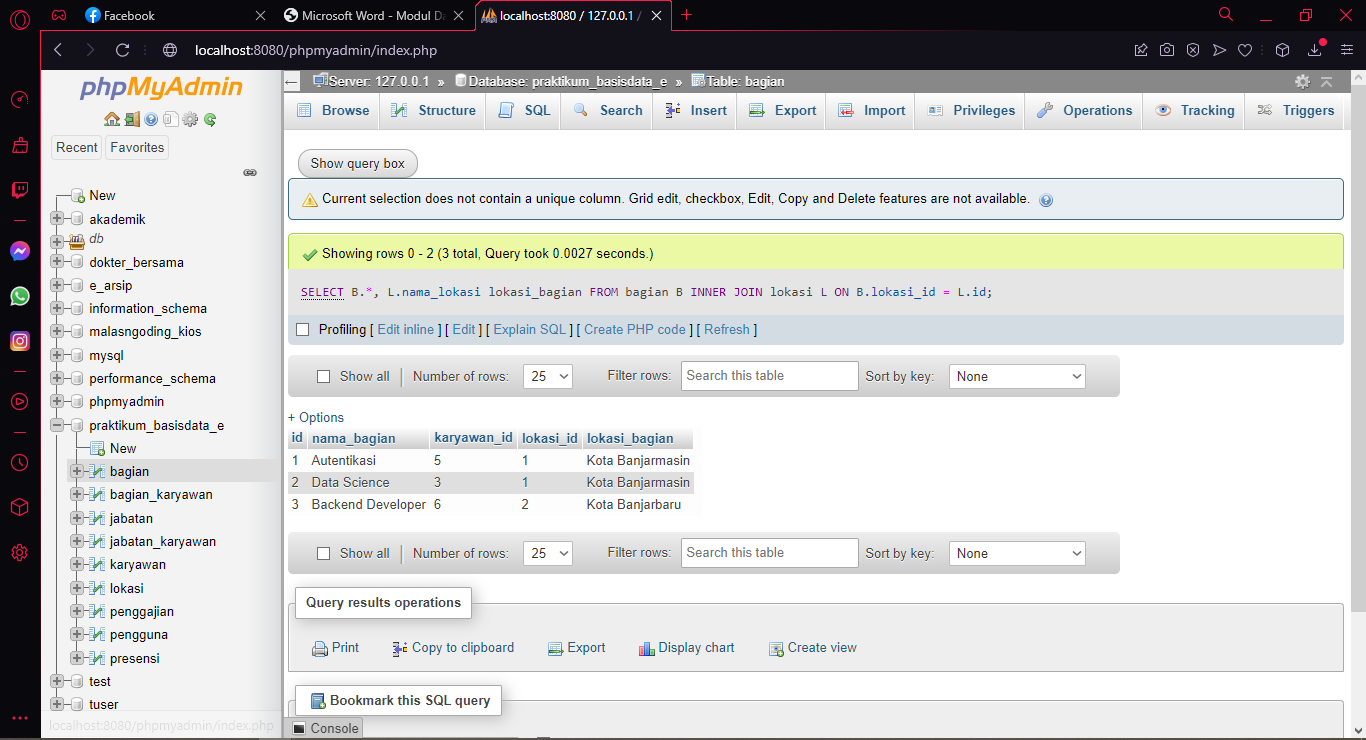 Facebook
Microsoft Word - Modul Da
localhost:8080 / 127.0.0.1 /
localhost:8080/phpmyadmin/index.php
phpMyAdmin
Recent
Favorites
New
akademik
db
dokter_bersama
e_arsip
information_schema
malasngoding_kios
mysql
performance_schema
phpmyadmin
praktikum_basisdata_e
New
bagian
bagian_karyawan
jabatan
jabatan_karyawan
karyawan
lokasi
penggajian
pengguna
presensi
test
tuser
localhost:8080/phpmyadmin/index.php
Server: 127.0.0.1 » Database: praktikum_basisdata_e » Table: bagian
Browse Structure SQL Search Insert Export Import Privileges Operations Tracking Triggers
Show query box
Current selection does not contain a unique column. Grid edit, checkbox, Edit, Copy and Delete features are not available.
Showing rows 0 - 2 (3 total, Query took 0.0027 seconds.)
SELECT B.*, L.nama_lokasi lokasi_bagian FROM bagian B INNER JOIN lokasi L ON B.lokasi_id = L.id;
Profiling [ Edit inline ] [ Edit ] [ Explain SQL ] [ Create PHP code ] [ Refresh ]
Show all | Number of rows: 25 Filter rows: Search this table Sort by key: None
+ Options
id nama_bagian karyawan_id lokasi_id lokasi_bagian
1 Autentikasi 5 1 Kota Banjarmasin
2 Data Science 3 1 Kota Banjarmasin
3 Backend Developer 6 2 Kota Banjarbaru
Show all | Number of rows: 25 Filter rows: Search this table Sort by key: None
Query results operations
Print Copy to clipboard Export Display chart Create view
Bookmark this SQL query
Console